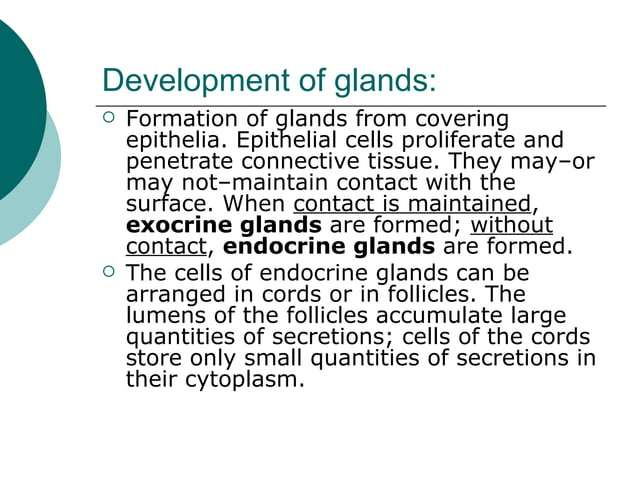 Development of glands:
Formation of glands from covering
epithelia. Epithelial cells proliferate and
penetrate connective tissue. They may–or
may not–maintain contact with the
surface. When contact is maintained,
exocrine glands are formed; without
contact, endocrine glands are formed.
The cells of endocrine glands can be
arranged in cords or in follicles. The
lumens of the follicles accumulate large
quantities of secretions; cells of the cords
store only small quantities of secretions in
their cytoplasm.